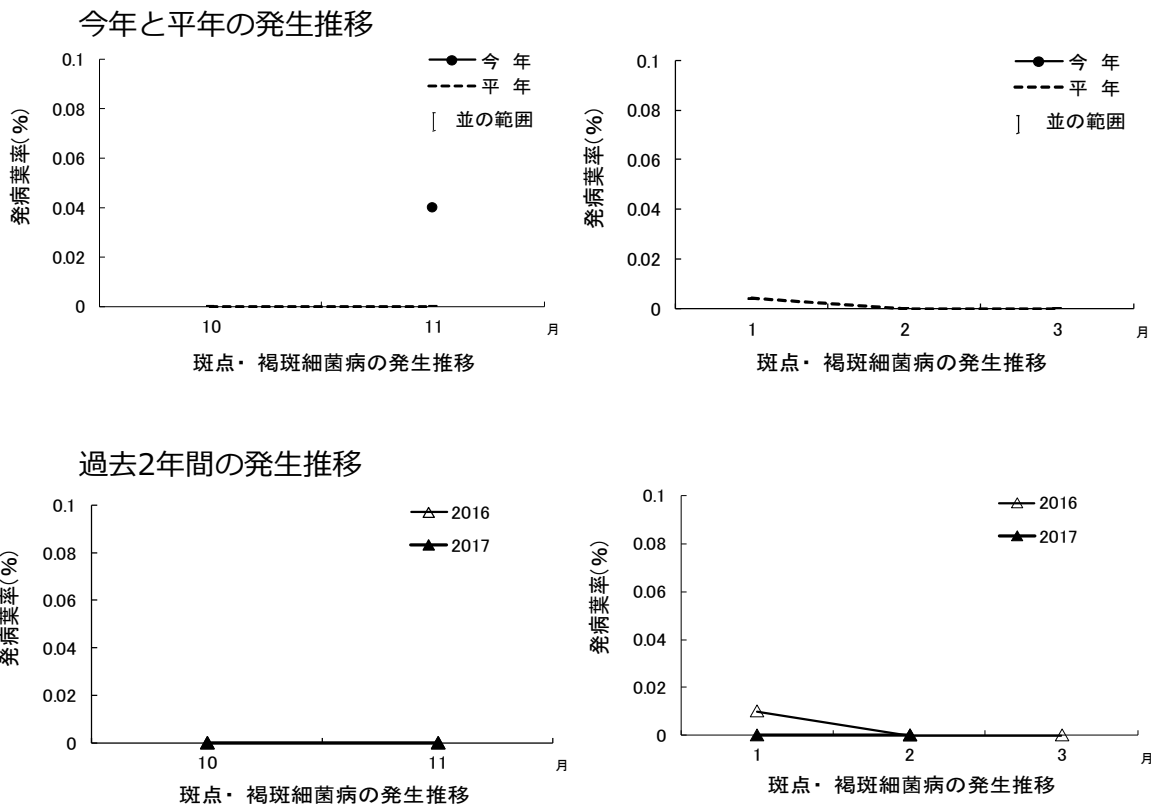 今年と平年の発生推移
発病葉率(%)
0.1
0.08
0.06
0.04
0.02
0
今 年
平 年
並の範囲
10
11
月
斑点・ 褐斑細菌病の発生推移
発病葉率(%)
0.1
0.08
0.06
0.04
0.02
0
今 年
平 年
並の範囲
1
2
3
月
斑点・ 褐斑細菌病の発生推移
過去2年間の発生推移
発病葉率(%)
0.1
0.08
0.06
0.04
0.02
0
2016
2017
10
11
月
斑点・ 褐斑細菌病の発生推移
発病葉率(%)
0.1
0.08
0.06
0.04
0.02
0
2016
2017
1
2
3
月
斑点・ 褐斑細菌病の発生推移